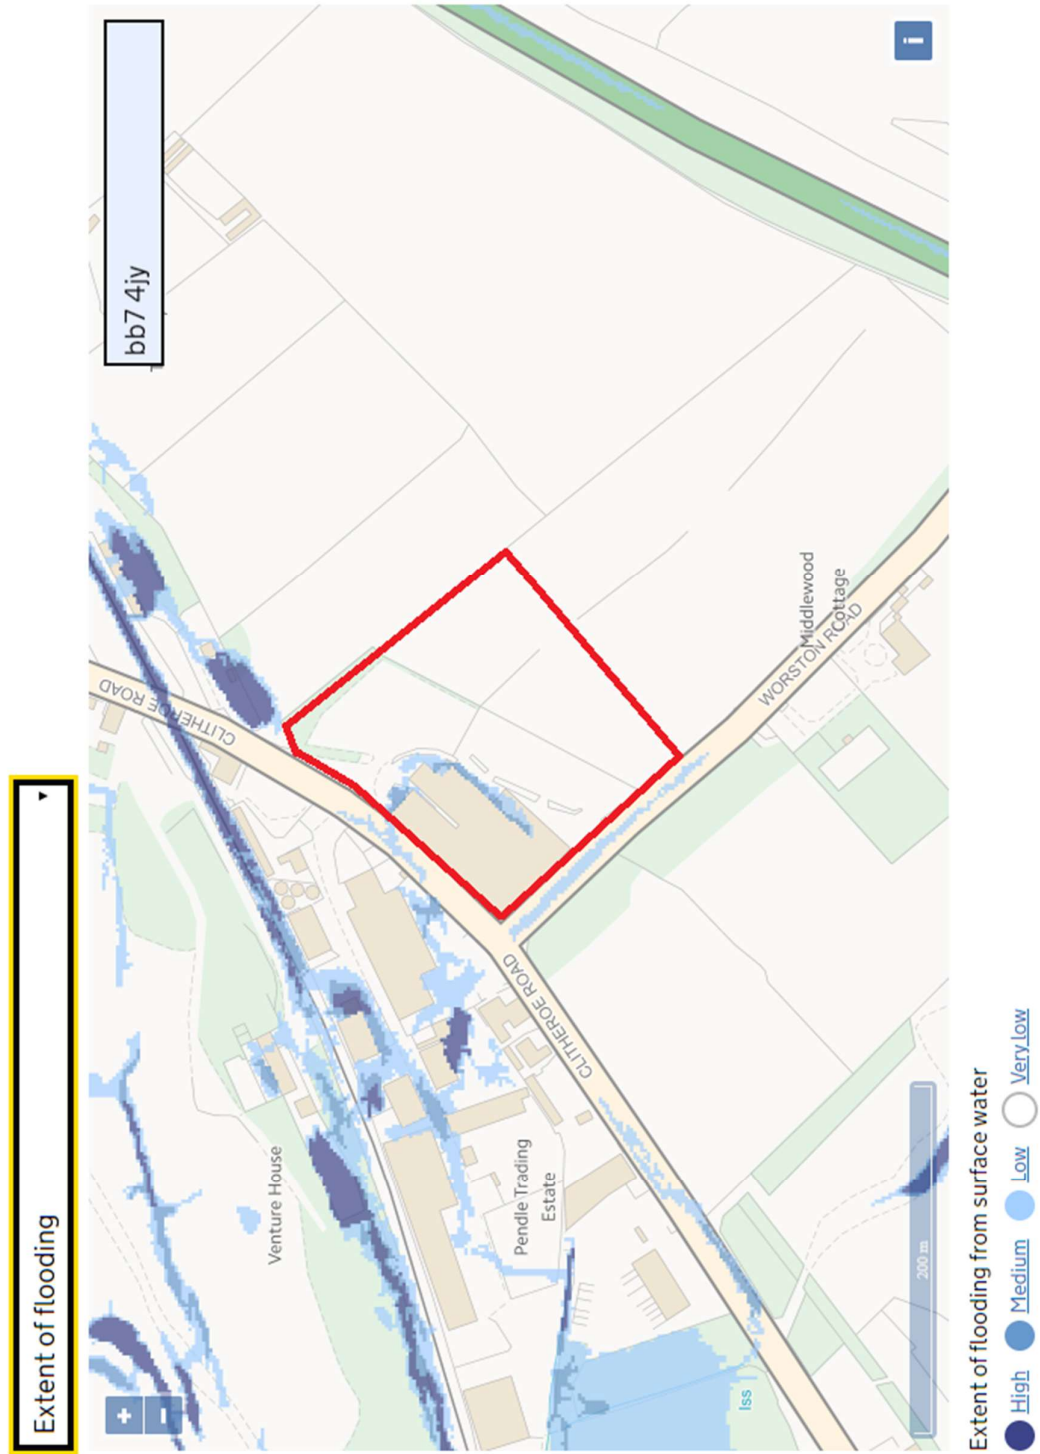 Extent of flooding
bb7 4jy
i
+
−
CLITHEROE ROAD
Venture House
Pendle Trading
Estate
CLITHEROE ROAD
WORSTON ROAD
Middlewood
Cottage
Iss
200 m
Extent of flooding from surface water
High Medium Low Very low